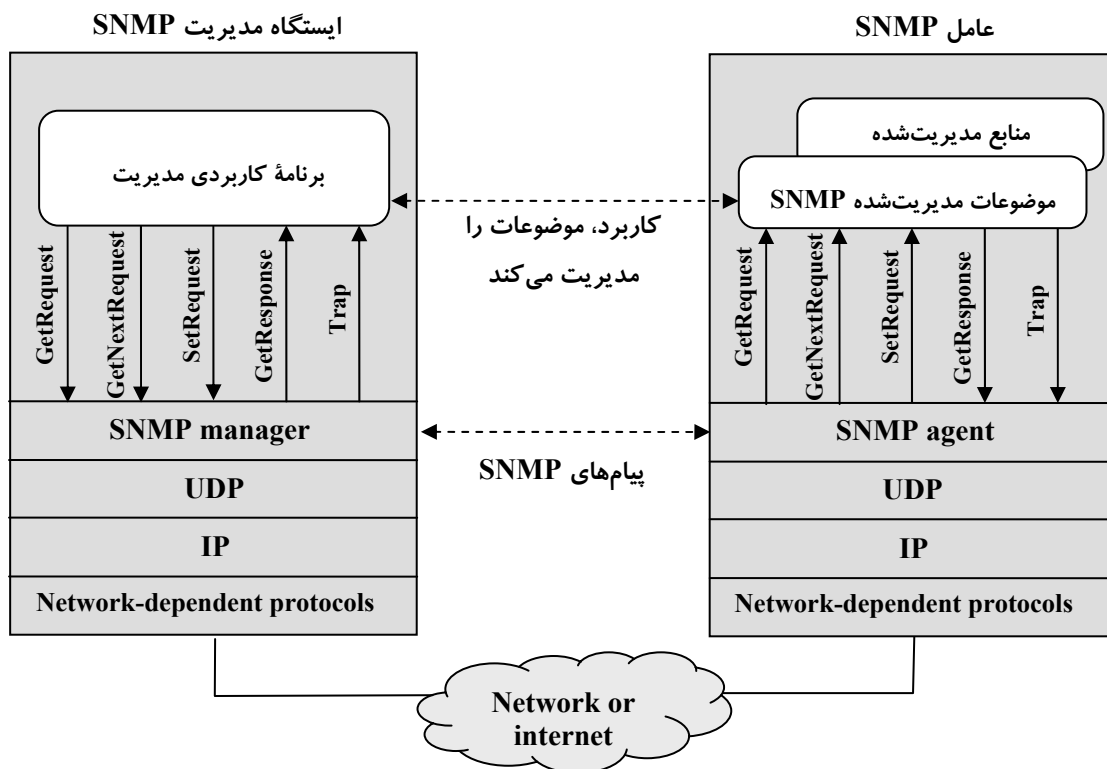 ایستگاه مدیریت SNMP
برنامۀ کاربردی مدیریت
GetRequest
GetNextRequest
SetRequest
GetResponse
Trap
SNMP manager
UDP
IP
Network-dependent protocols
کاربرد، موضوعات را
مدیریت می‌کند
پیام‌های SNMP
عامل SNMP
منابع مدیریت‌شده
موضوعات مدیریت‌شده SNMP
GetRequest
GetNextRequest
SetRequest
GetResponse
Trap
SNMP agent
UDP
IP
Network-dependent protocols
Network or
internet